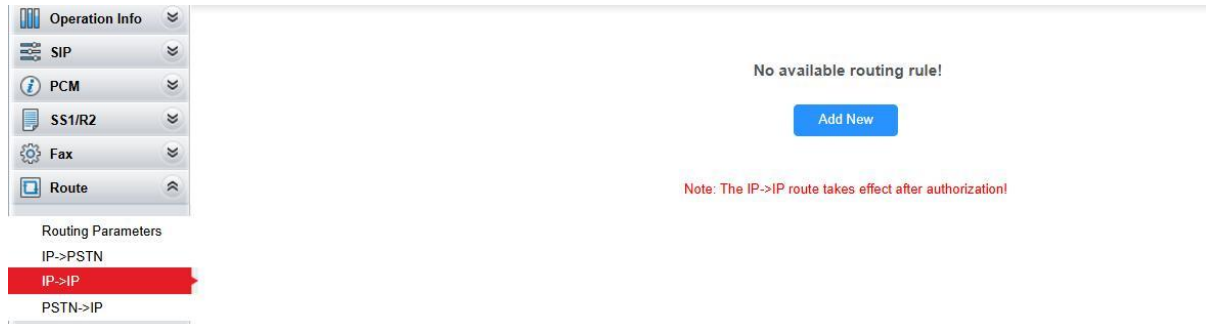 Operation Info
SIP
PCM
SS1/R2
Fax
Route
Routing Parameters
IP->PSTN
IP->IP
PSTN->IP
No available routing rule!
Add New
Note: The IP->IP route takes effect after authorization!